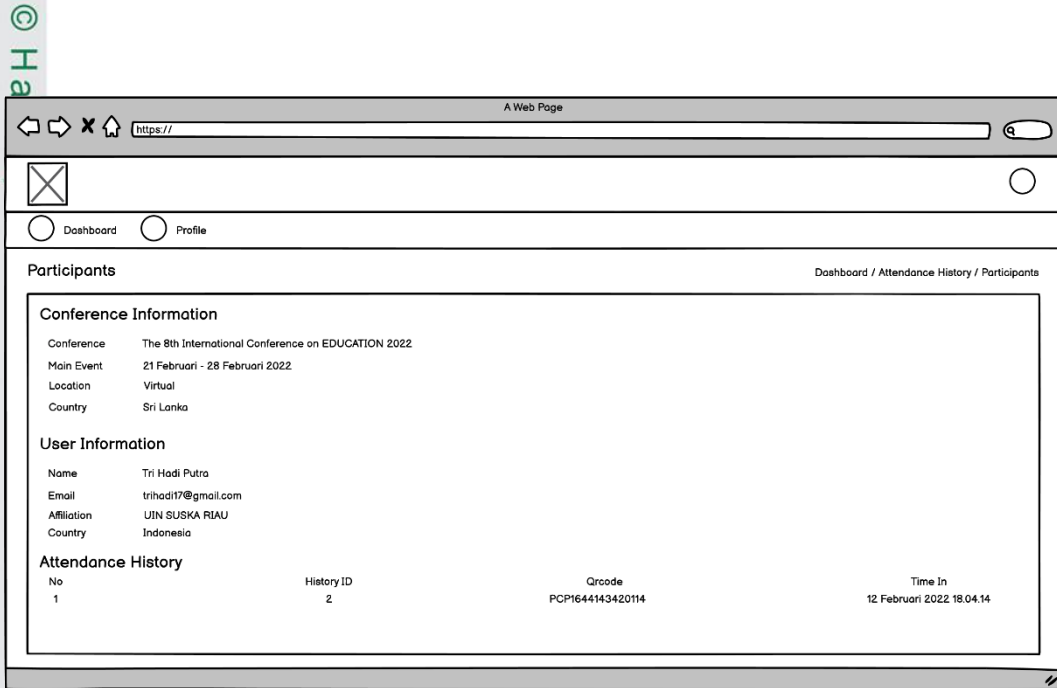 © Ha
A Web Page
https://
Dashboard Profile
Participants Dashboard / Attendance History / Participants
Conference Information
Conference The 8th International Conference on EDUCATION 2022
Main Event 21 Februari - 28 Februari 2022
Location Virtual
Country Sri Lanka
User Information
Name Tri Hadi Putra
Email trihadi17@gmail.com
Affiliation UIN SUSKA RIAU
Country Indonesia
Attendance History
No History ID Qrcode Time In
1 2 PCP1644143420114 12 Februari 2022 18.04.14